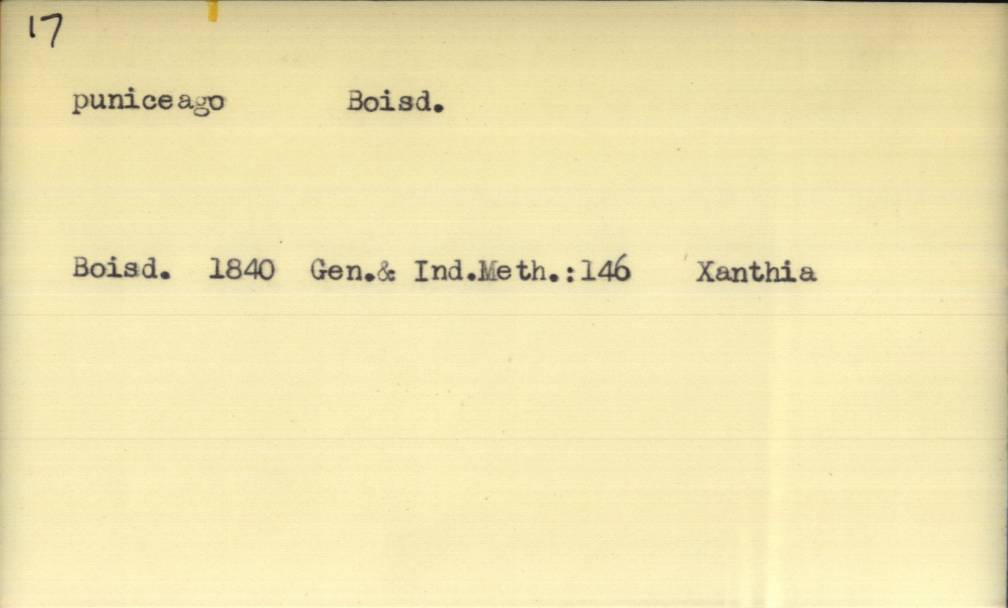 17
puniceago Boisd.
Boisd. 1840 Gen.& Ind.Meth.:146 Xanthia